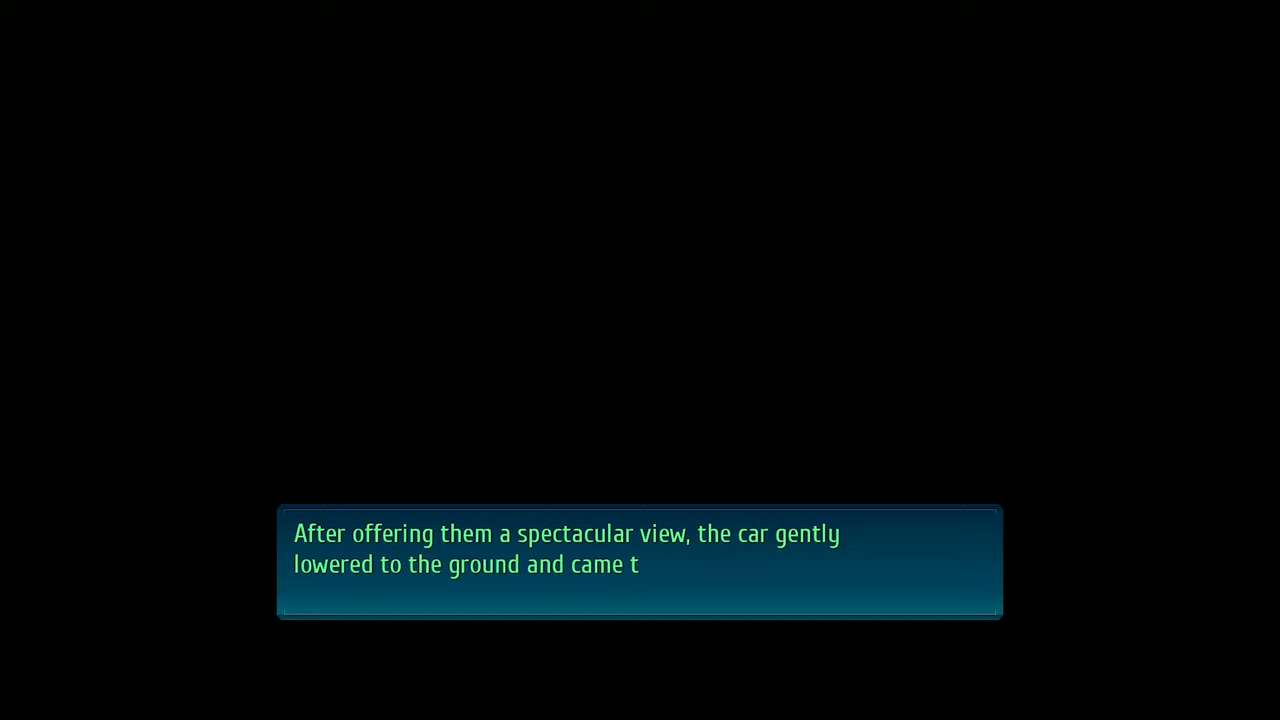 After offering them a spectacular view, the car gently
lowered to the ground and came t